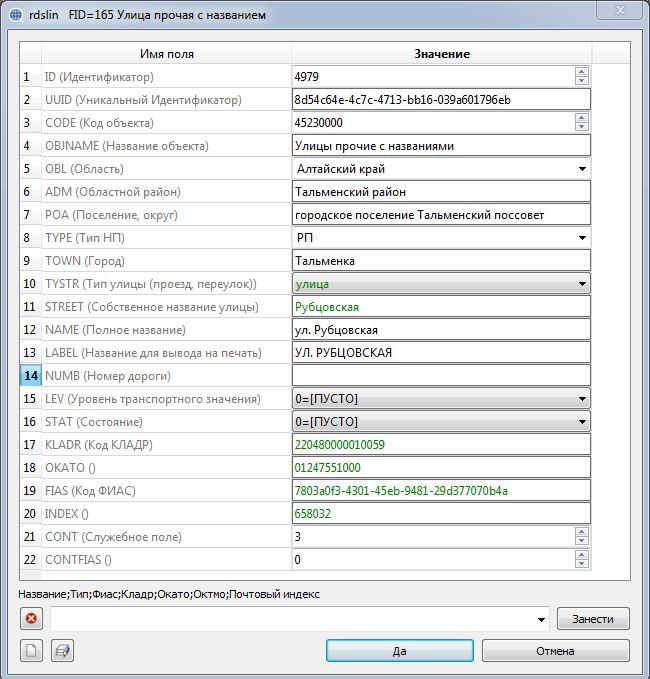 rdslin FID=165 Улица прочая с названием
Имя поля Значение
1 ID (Идентификатор) 4979
2 UUID (Уникальный Идентификатор) 8d54c64e-4c7c-4713-bb16-039a601796eb
3 CODE (Код объекта) 45230000
4 OBJNAME (Название объекта) Улицы прочие с названиями
5 OBL (Область) Алтайский край
6 ADM (Областной район) Тальменский район
7 POA (Поселение, округ) городское поселение Тальменский поссовет
8 TYPE (Тип НП) РП
9 TOWN (Город) Тальменка
10 TYSTR (Тип улицы (проезд, переулок)) улица
11 STREET (Собственное название улицы) Рубцовская
12 NAME (Полное название) ул. Рубцовская
13 LABEL (Название для вывода на печать) УЛ. РУБЦОВСКАЯ
14 NUMB (Номер дороги)
15 LEV (Уровень транспортного значения) 0=[ПУСТО]
16 STAT (Состояние) 0=[ПУСТО]
17 KLADR (Код КЛАДР) 220480000010059
18 OKATO () 01247551000
19 FIAS (Код ФИАС) 7803a0f3-4301-45eb-9481-29d377070b4a
20 INDEX () 658032
21 CONT (Служебное поле) 3
22 CONTFIAS () 0
Название;Тип;Фиас;Кладр;Окато;Октмо;Почтовый индекс
Занести
Да Отмена